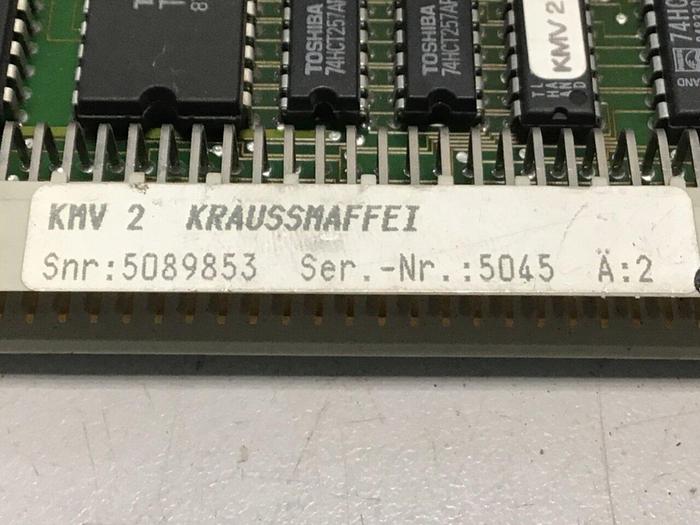 TOSHIBA
74HCT257AP
TOSHIBA
74HCT257AP
KMV 2
KMV 2 KRAUSSMAFFEI
Snr:5089853 Ser.-Nr.:5045 Ä:2